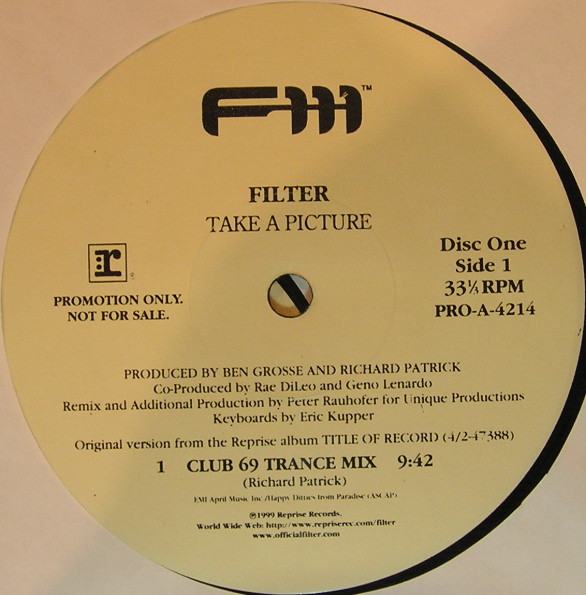 FILTER
TAKE A PICTURE
r
PROMOTION ONLY.
NOT FOR SALE.
Disc One
Side 1
33⅓ RPM
PRO-A-4214
PRODUCED BY BEN GROSSE AND RICHARD PATRICK
Co-Produced by Rae DiLeo and Geno Lenardo
Remix and Additional Production by Peter Rauhofer for Unique Productions
Keyboards by Eric Kupper
Original version from the Reprise album TITLE OF RECORD (4/2-47388)
1 CLUB 69 TRANCE MIX 9:42
(Richard Patrick)
EMI April Music Inc./Happy Ditties from Paradise (ASCAP)
℗©1999 Reprise Records.
World Wide Web: http://www.repriserec.com/filter
www.officialfilter.com